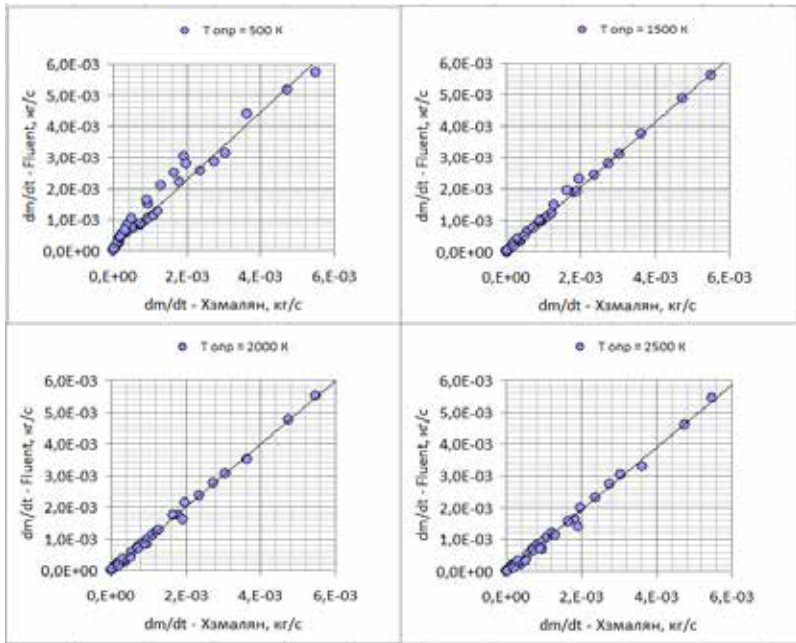 Т опр = 500 К
6,0E-03
5,0E-03
4,0E-03
3,0E-03
2,0E-03
1,0E-03
0,0E+00
dm/dt - Fluent, кг/с
0,E+00 2,E-03 4,E-03 6,E-03
dm/dt - Хзмалян, кг/с
Т опр = 1500 К
6,0E-03
5,0E-03
4,0E-03
3,0E-03
2,0E-03
1,0E-03
0,0E+00
dm/dt - Fluent, кг/с
0,E+00 2,E-03 4,E-03 6,E-03
dm/dt - Хзмалян, кг/с
Т опр = 2000 К
6,0E-03
5,0E-03
4,0E-03
3,0E-03
2,0E-03
1,0E-03
0,0E+00
dm/dt - Fluent, кг/с
0,E+00 2,E-03 4,E-03 6,E-03
dm/dt - Хзмалян, кг/с
Т опр = 2500 К
6,0E-03
5,0E-03
4,0E-03
3,0E-03
2,0E-03
1,0E-03
0,0E+00
dm/dt - Fluent, кг/с
0,E+00 2,E-03 4,E-03 6,E-03
dm/dt - Хзмалян, кг/с